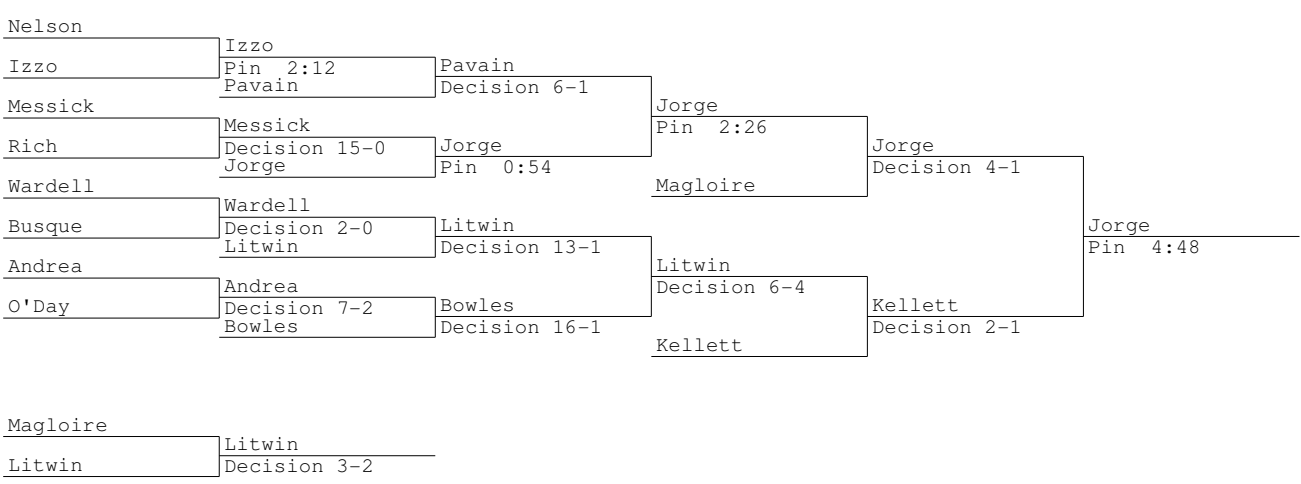 Nelson
Izzo
Izzo
Pin 2:12
Pavain
Pavain
Decision 6-1
Messick
Jorge
Pin 2:26
Messick
Rich
Decision 15-0
Jorge
Jorge
Jorge
Pin 0:54
Decision 4-1
Wardell
Magloire
Wardell
Busque
Decision 2-0
Litwin
Jorge
Litwin
Decision 13-1
Pin 4:48
Andrea
Litwin
Andrea
Decision 6-4
O'Day
Decision 7-2
Bowles
Kellett
Bowles
Decision 16-1
Decision 2-1
Kellett
Magloire
Litwin
Litwin
Decision 3-2